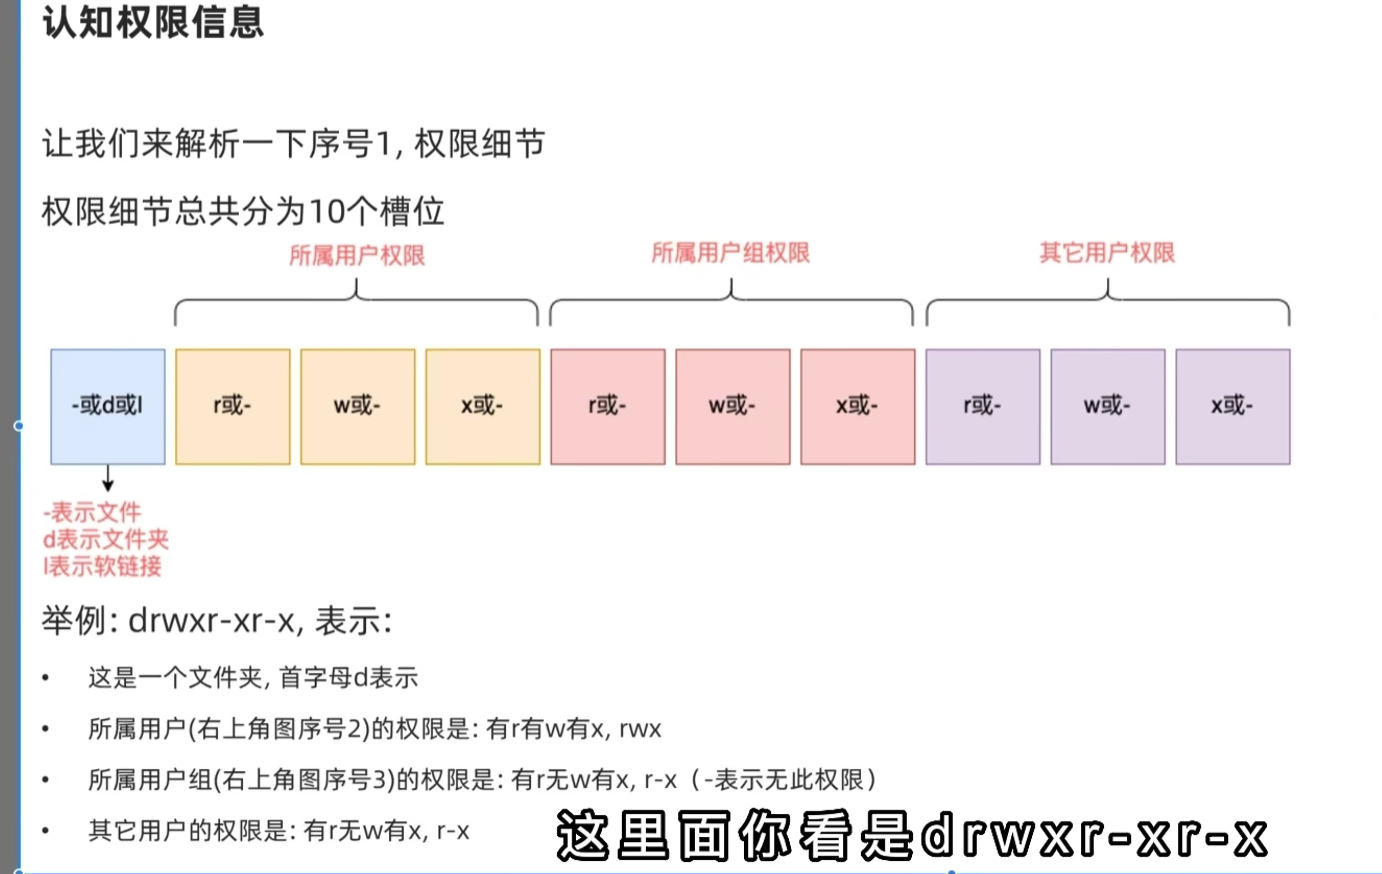 认知权限信息
让我们来解析一下序号1, 权限细节
权限细节总共分为10个槽位
所属用户权限 所属用户组权限 其它用户权限
-或d或l r或- w或- x或- r或- w或- x或- r或- w或- x或-
-表示文件
d表示文件夹
l表示软链接
举例: drwxr-xr-x, 表示:
• 这是一个文件夹, 首字母d表示
• 所属用户(右上角图序号2)的权限是: 有r有w有x, rwx
• 所属用户组(右上角图序号3)的权限是: 有r无w有x, r-x（-表示无此权限）
• 其它用户的权限是: 有r无w有x, r-x
这里面你看是drwxr-xr-x